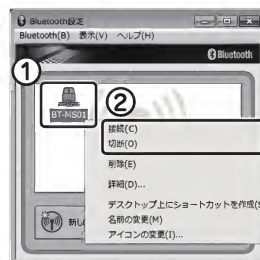 Bluetooth設定
Bluetooth(B) 表示(V) ヘルプ(H)
Bluetooth
①
BT-MS01
②
接続(C)
切断(O)
削除(E)
詳細(D)...
デスクトップ上にショートカットを作成(S
名前の変更(M)
アイコンの変更(I)...
新し